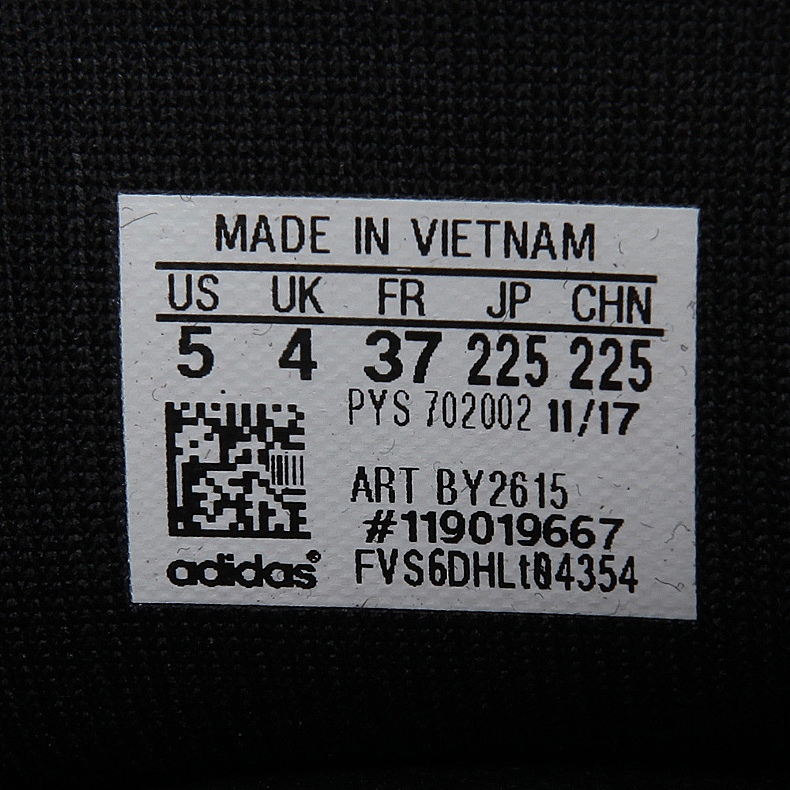 MADE IN VIETNAM
US UK FR JP CHN
5 4 37 225 225
PYS 702002 11/17
ART BY2615
#119019667
adidas® FVS6DHLt04354